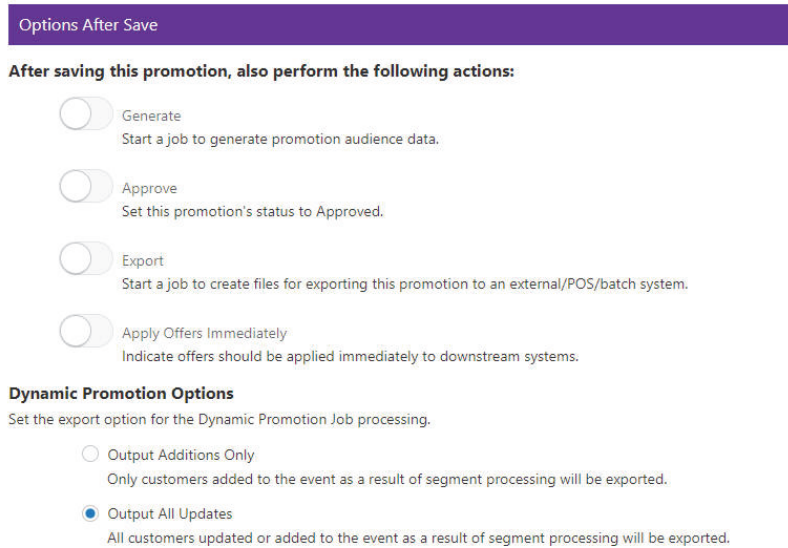 Options After Save
After saving this promotion, also perform the following actions:
Generate
Start a job to generate promotion audience data.
Approve
Set this promotion's status to Approved.
Export
Start a job to create files for exporting this promotion to an external/POS/batch system.
Apply Offers Immediately
Indicate offers should be applied immediately to downstream systems.
Dynamic Promotion Options
Set the export option for the Dynamic Promotion Job processing.
Output Additions Only
Only customers added to the event as a result of segment processing will be exported.
Output All Updates
All customers updated or added to the event as a result of segment processing will be exported.